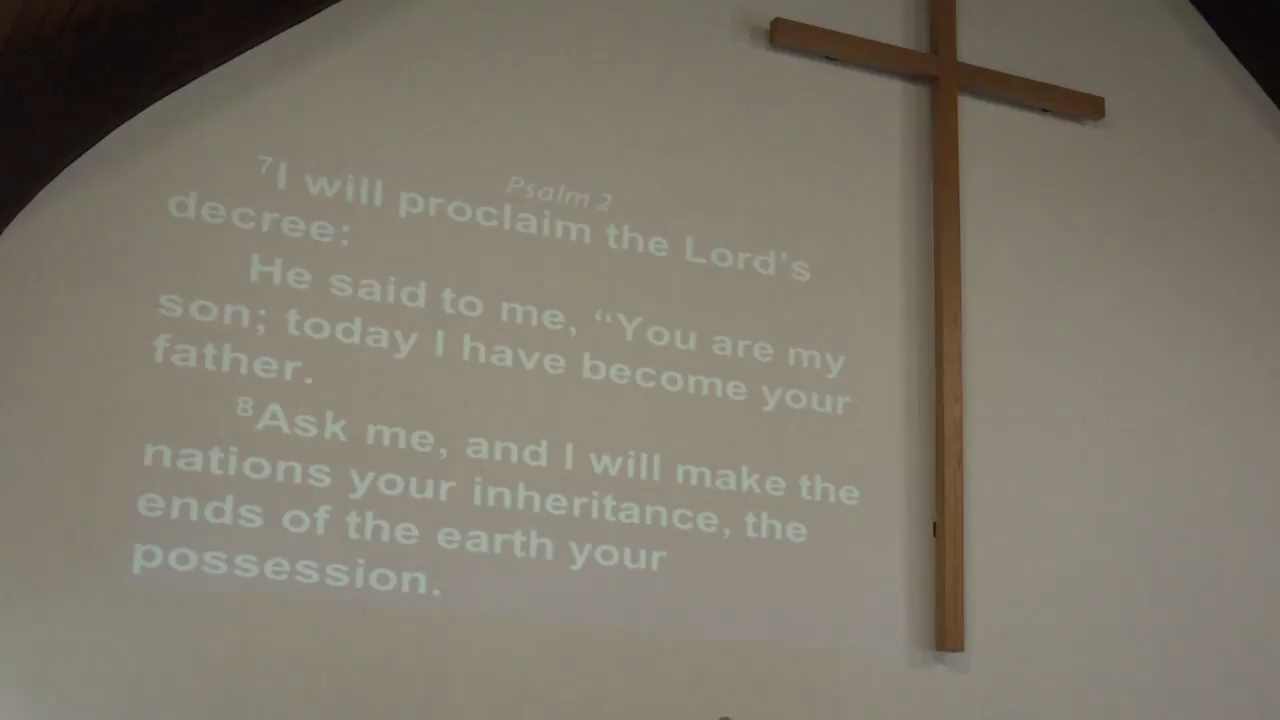 Psalm 2
⁷I will proclaim the Lord's
decree:
He said to me, “You are my
son; today I have become your
father.
⁸Ask me, and I will make the
nations your inheritance, the
ends of the earth your
possession.